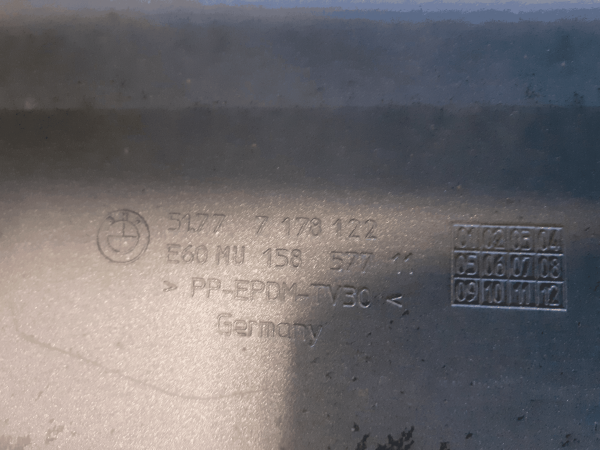 51.77 7 178 122
E60 MU 158 577 11
> PP-EPDM-TV30 <
Germany
01 02 03 04
05 06 07 08
09 10 11 12